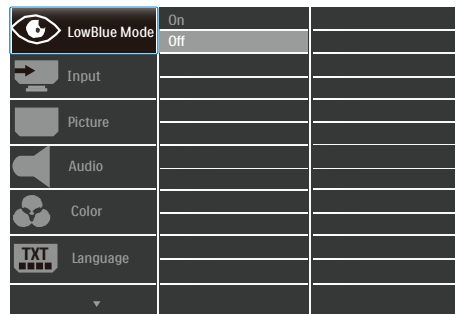 LowBlue Mode
On
Off
Input
Picture
Audio
Color
TXT
Language